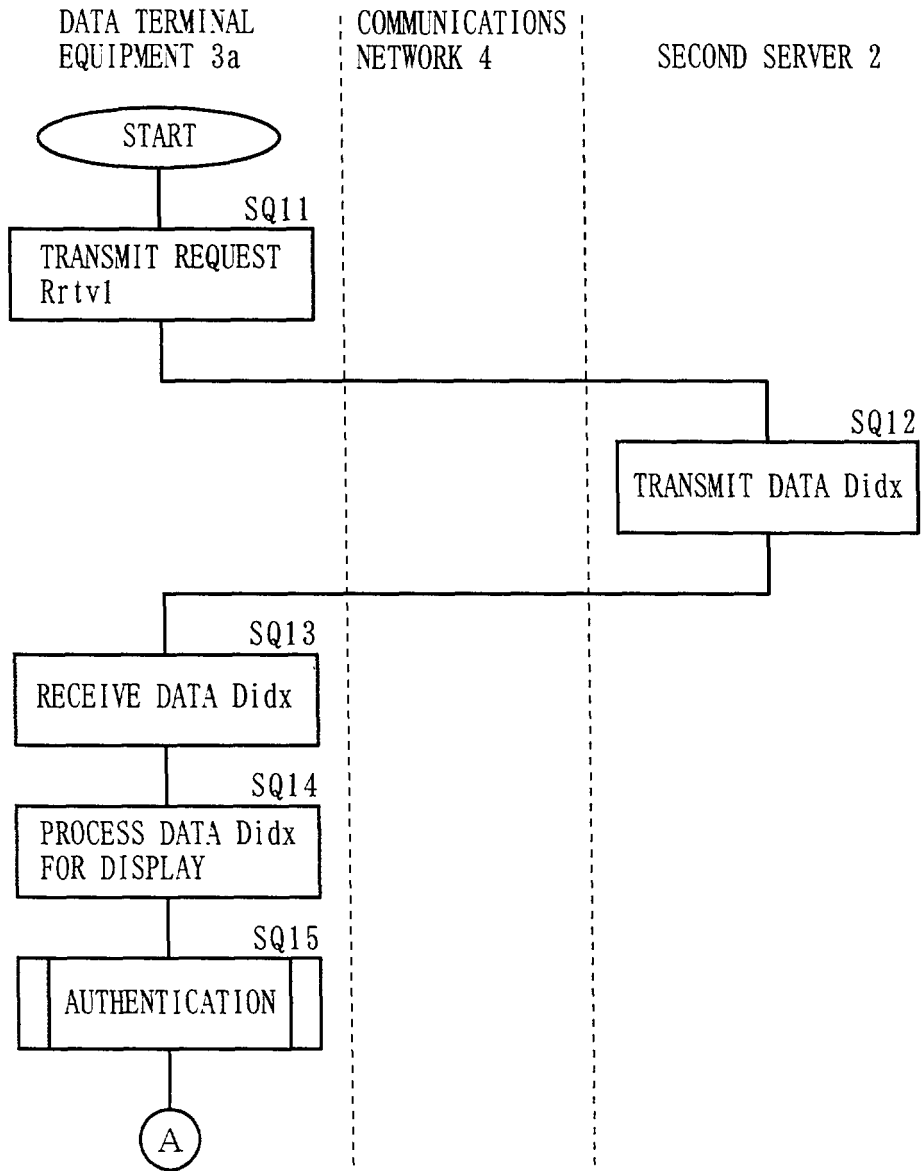 DATA TERMINAL
EQUIPMENT 3a
COMMUNICATIONS
NETWORK 4
SECOND SERVER 2
START
SQ11
TRANSMIT REQUEST
Rrtv1
SQ12
TRANSMIT DATA Didx
SQ13
RECEIVE DATA Didx
SQ14
PROCESS DATA Didx
FOR DISPLAY
SQ15
AUTHENTICATION
A